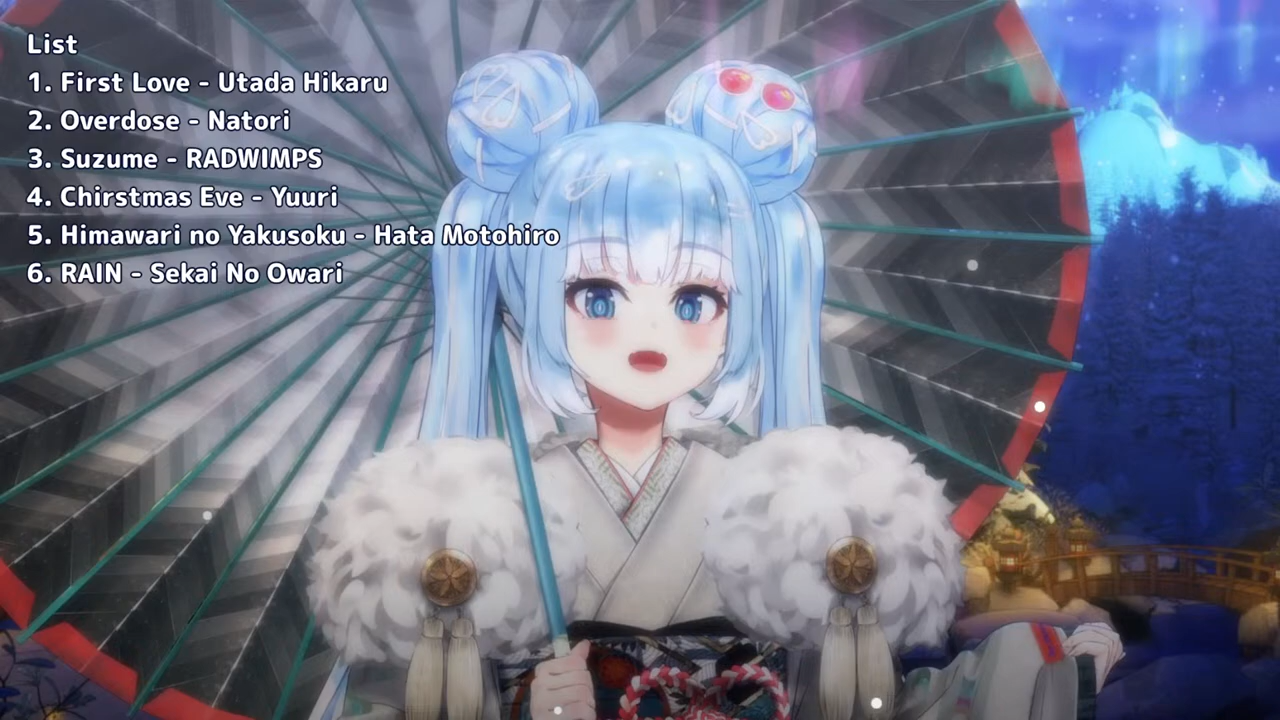 List
1. First Love - Utada Hikaru
2. Overdose - Natori
3. Suzume - RADWIMPS
4. Chirstmas Eve - Yuuri
5. Himawari no Yakusoku - Hata Motohiro
6. RAIN - Sekai No Owari